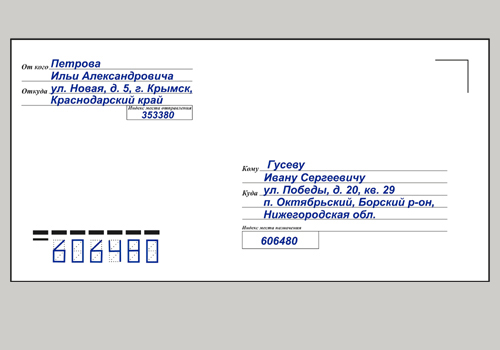 От кого Петрова
Ильи Александровича
Откуда ул. Новая, д. 5, г. Крымск,
Краснодарский край
Индекс места отправления
353380
Кому Гусеву
Ивану Сергеевичу
Куда ул. Победы, д. 20, кв. 29
п. Октябрьский, Борский р-он,
Нижегородская обл.
Индекс места назначения
606480
606480